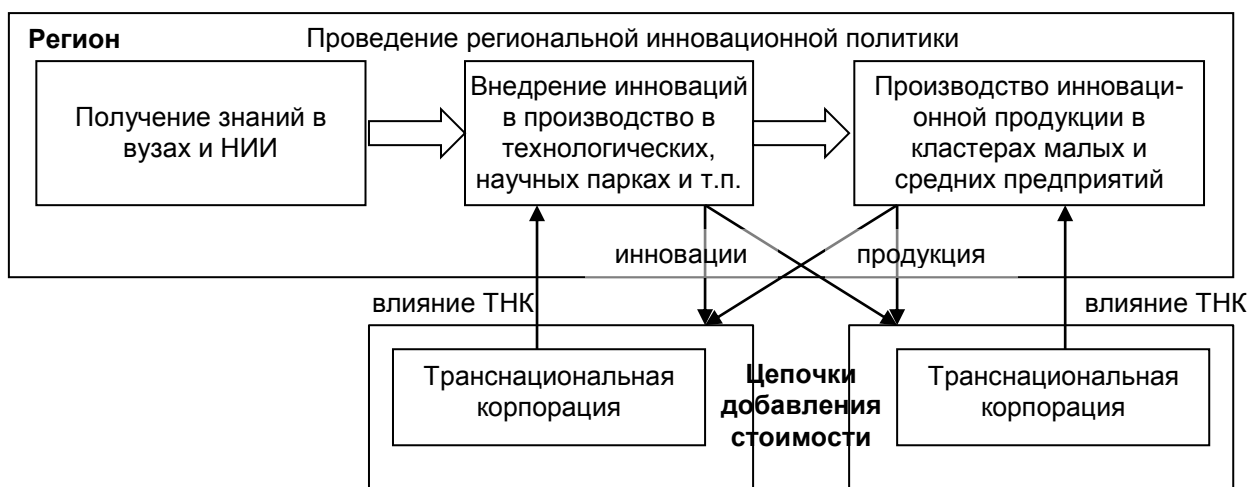 Регион
Проведение региональной инновационной политики
Получение знаний в
вузах и НИИ
Внедрение инноваций
в производство в
технологических,
научных парках и т.п.
Производство инноваци-
онной продукции в
кластерах малых и
средних предприятий
инновации
продукция
влияние ТНК
влияние ТНК
Транснациональная
корпорация
Цепочки
добавления
стоимости
Транснациональная
корпорация